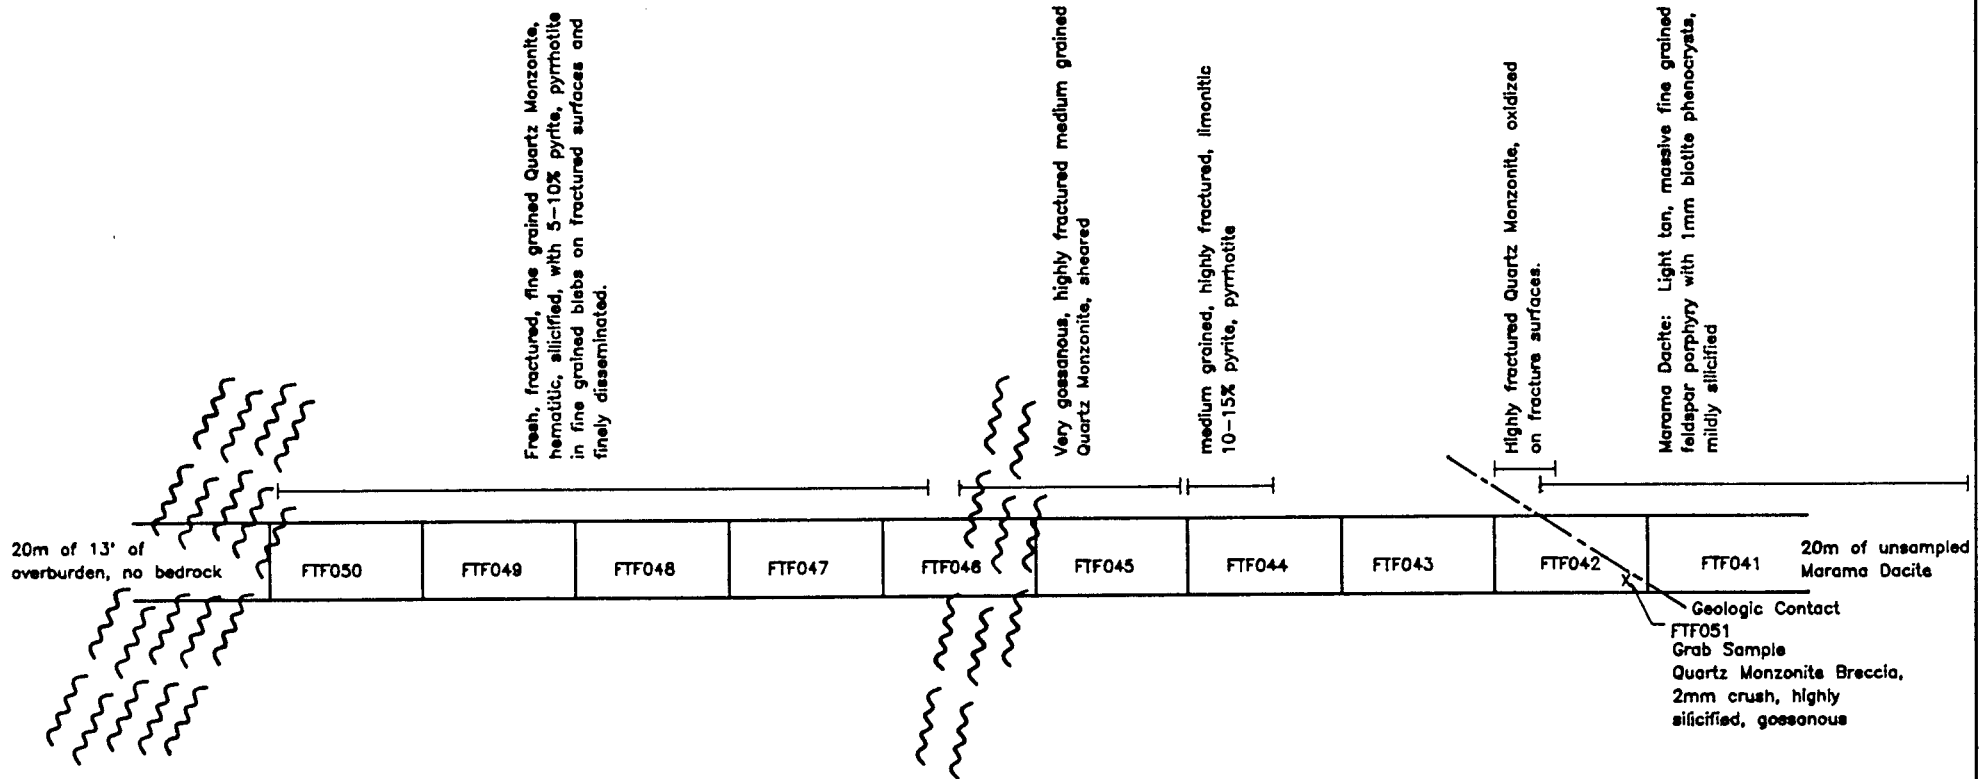 Fresh, fractured, fine grained Quartz Monzonite,
hematitic, silicified, with 5-10% pyrite, pyrrhotite
in fine grained blebs on fractured surfaces and
finely disseminated.
Very gossanous, highly fractured medium grained
Quartz Monzonite, sheared
medium grained, highly fractured, limonitic
10-15% pyrite, pyrrhotite
Highly fractured Quartz Monzonite, oxidized
on fracture surfaces.
Marama Dacite: Light tan, massive fine grained
feldspar porphyry with 1mm biotite phenocrysts,
mildly silicified
20m of 13' of
overburden, no bedrock
FTF050
FTF049
FTF048
FTF047
FTF046
FTF045
FTF044
FTF043
FTF042
FTF041
20m of unsampled
Marama Dacite
Geologic Contact
FTF051
Grab Sample
Quartz Monzonite Breccia,
2mm crush, highly
silicified, gossanous